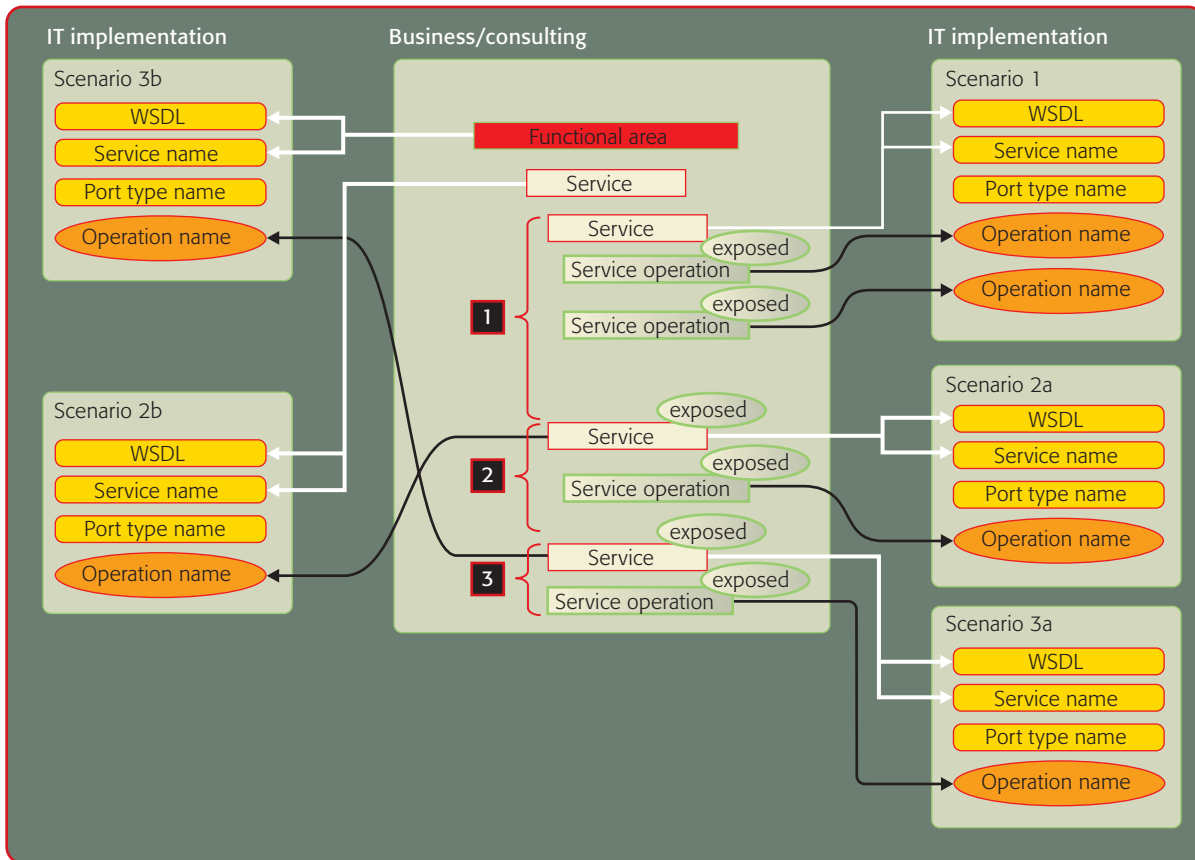 IT implementation
Scenario 3b
WSDL
Service name
Port type name
Operation name
Scenario 2b
WSDL
Service name
Port type name
Operation name
Business/consulting
Functional area
Service
Service
exposed
Service operation
exposed
Service operation
1
exposed
Service
exposed
Service operation
2
exposed
Service
exposed
Service operation
3
IT implementation
Scenario 1
WSDL
Service name
Port type name
Operation name
Operation name
Scenario 2a
WSDL
Service name
Port type name
Operation name
Scenario 3a
WSDL
Service name
Port type name
Operation name